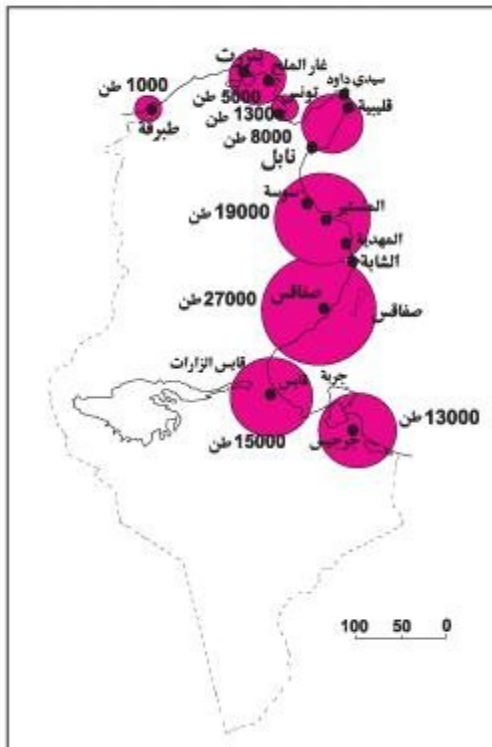 بنزرت
غار الملح
سيدي داود
1000 طن
5000 طن
تونس
قليبية
طبرقة
1300 طن
8000 طن
نابل
سوسة
19000 طن
المنستير
المهدية
الشابة
27000 طن
صفاقس
صفاقس
قابس الزارات
جربة
قابس
13000 طن
جرجيس
15000 طن
100 50 0